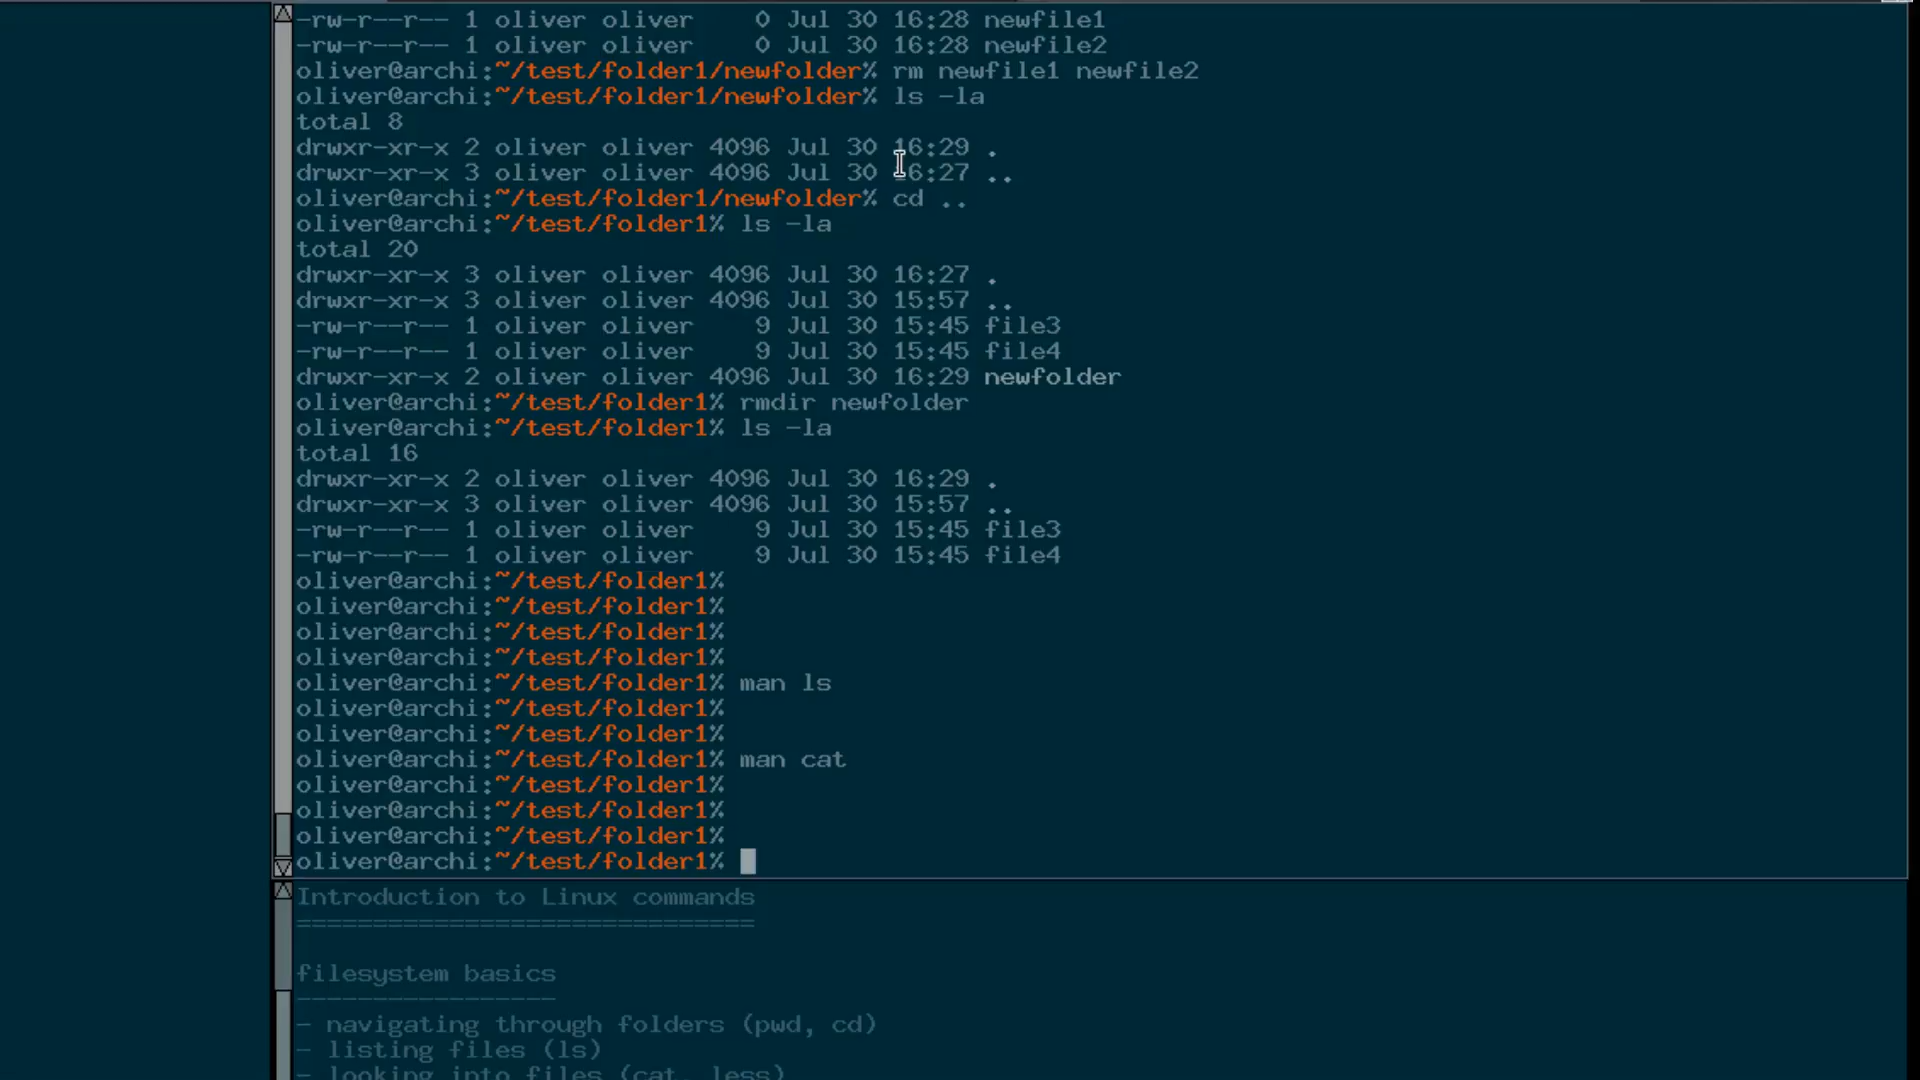 -rw-r--r-- 1 oliver oliver    0 Jul 30 16:28 newfile1
-rw-r--r-- 1 oliver oliver    0 Jul 30 16:28 newfile2
oliver@archi:~/test/folder1/newfolder% rm newfile1 newfile2
oliver@archi:~/test/folder1/newfolder% ls -la
total 8
drwxr-xr-x 2 oliver oliver 4096 Jul 30 16:29 .
drwxr-xr-x 3 oliver oliver 4096 Jul 30 16:27 ..
oliver@archi:~/test/folder1/newfolder% cd ..
oliver@archi:~/test/folder1% ls -la
total 20
drwxr-xr-x 3 oliver oliver 4096 Jul 30 16:27 .
drwxr-xr-x 3 oliver oliver 4096 Jul 30 15:57 ..
-rw-r--r-- 1 oliver oliver    9 Jul 30 15:45 file3
-rw-r--r-- 1 oliver oliver    9 Jul 30 15:45 file4
drwxr-xr-x 2 oliver oliver 4096 Jul 30 16:29 newfolder
oliver@archi:~/test/folder1% rmdir newfolder
oliver@archi:~/test/folder1% ls -la
total 16
drwxr-xr-x 2 oliver oliver 4096 Jul 30 16:29 .
drwxr-xr-x 3 oliver oliver 4096 Jul 30 15:57 ..
-rw-r--r-- 1 oliver oliver    9 Jul 30 15:45 file3
-rw-r--r-- 1 oliver oliver    9 Jul 30 15:45 file4
oliver@archi:~/test/folder1%
oliver@archi:~/test/folder1%
oliver@archi:~/test/folder1%
oliver@archi:~/test/folder1%
oliver@archi:~/test/folder1% man ls
oliver@archi:~/test/folder1%
oliver@archi:~/test/folder1%
oliver@archi:~/test/folder1% man cat
oliver@archi:~/test/folder1%
oliver@archi:~/test/folder1%
oliver@archi:~/test/folder1%
oliver@archi:~/test/folder1%
Introduction to Linux commands
==============================
filesystem basics
-----------------
- navigating through folders (pwd, cd)
- listing files (ls)
- looking into files (cat, less)